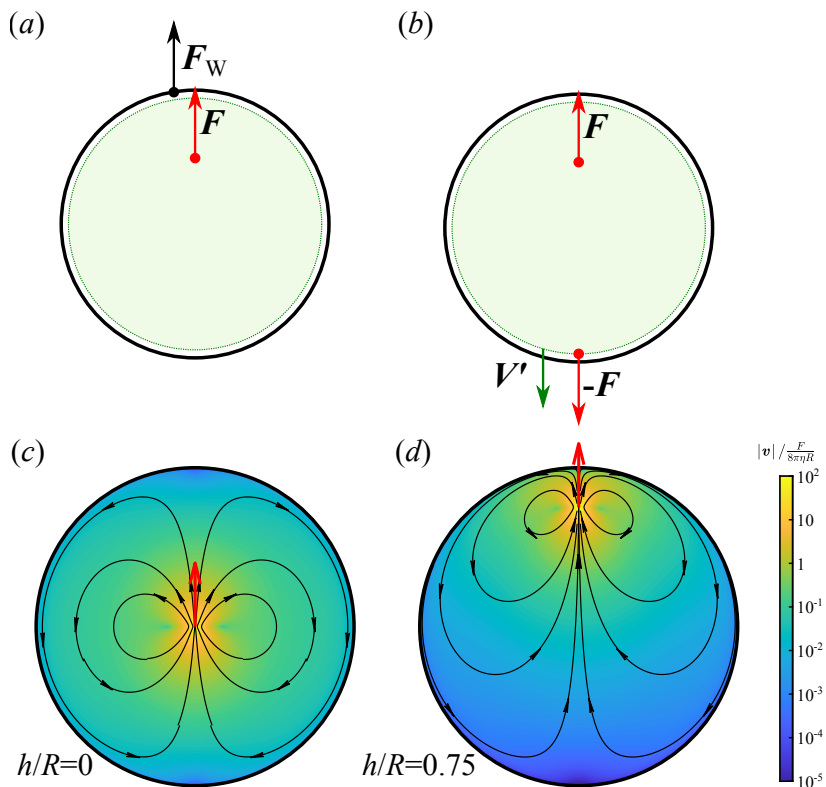 (a)
(b)
F_W
F
F
V'
-F
(c)
(d)
|v| / F/8πηR
10^2
10
1
10^-1
10^-2
10^-3
10^-4
10^-5
h/R=0
h/R=0.75